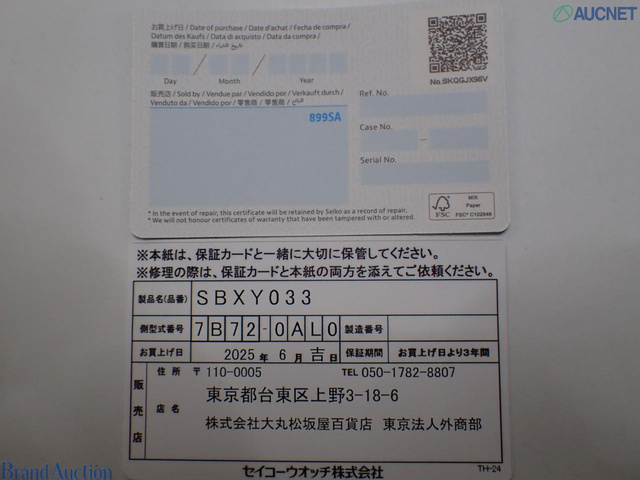 AUCNET
お買上げ日 / Date of purchase / Date d'achat / Fecha de compra /
Datum des Kaufs / Data di acquisto / Data da compra /
購買日期 / 购买日期 / تاريخ الشراء
Day / Month / Year
No.SKQGJX96V
販売店 / Sold by / Vendue par / Vendido por / Verkauft durch /
Venduto da / Vendido por / 零售商 / 零售商 / البائع
899SA
Ref. No.
Case No.
Serial No.
* In the event of repair, this certificate will be retained by Seiko as a record of repair.
* We will not honour certificates of warranty that have been tampered with or altered.
FSC
MIX
Paper
FSC® C102946
※本紙は、保証カードと一緒に大切に保管してください。
※修理の際は、保証カードと本紙の両方を添えてご依頼ください。
製品名(品番) SBXY033
側型式番号 7B72-0AL0 製造番号
お買上げ日 2025年 6月 吉日 保証期間 お買上げ日より3年間
販売店
住所 〒110-0005 TEL 050-1782-8807
東京都台東区上野3-18-6
店名
株式会社大丸松坂屋百貨店 東京法人外商部
セイコーウオッチ株式会社 TH-24
Brand Auction